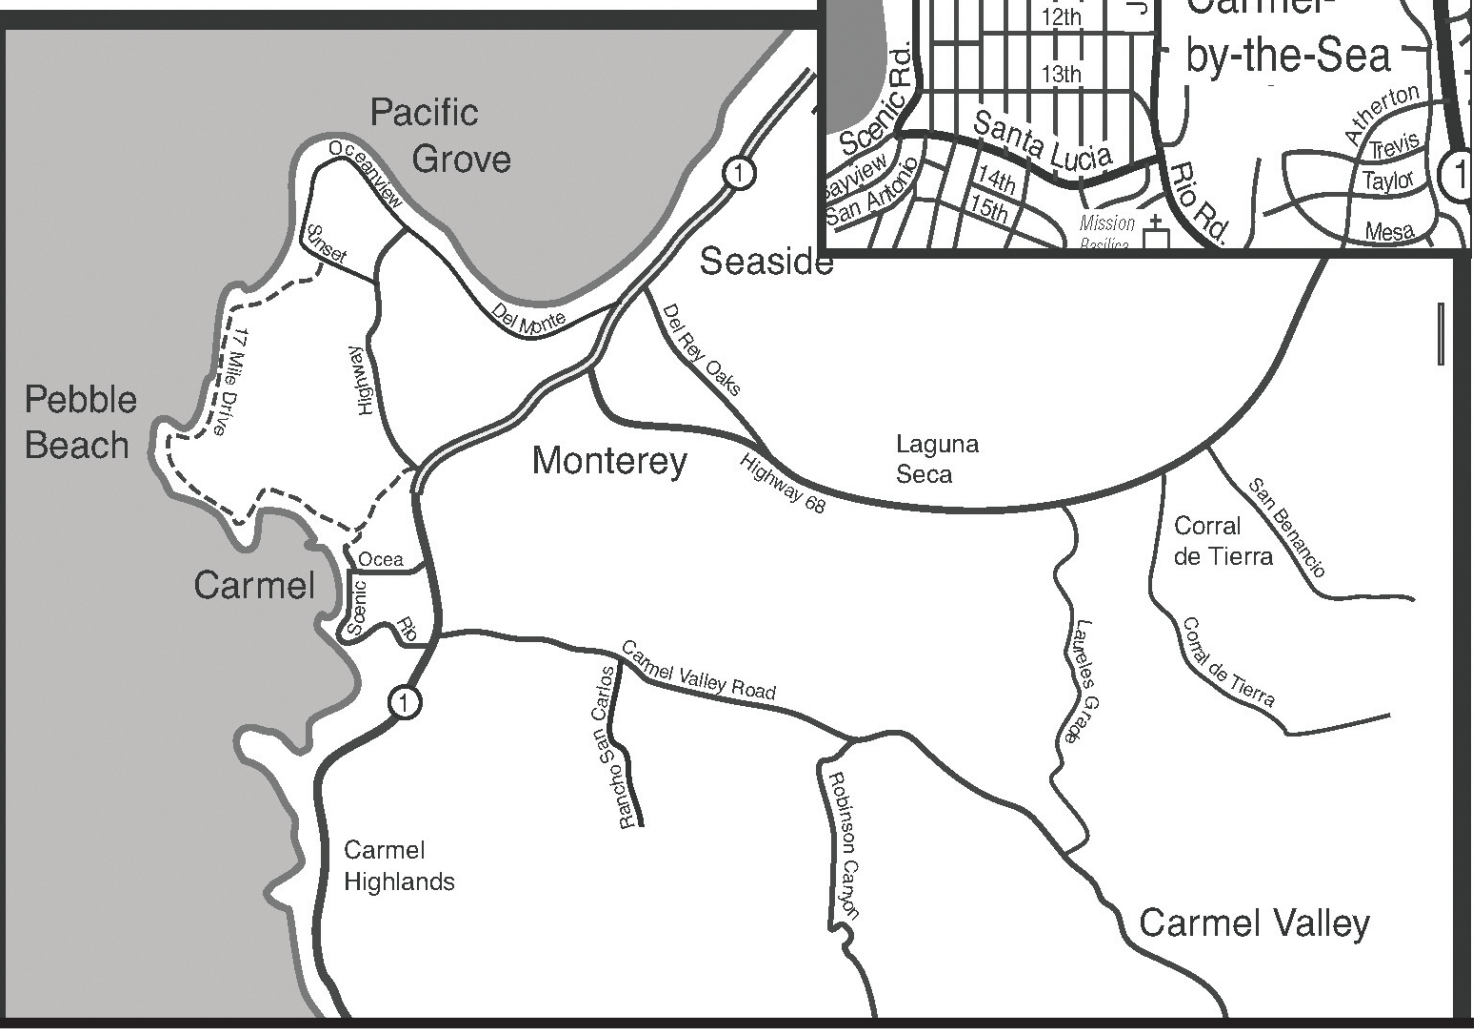 Carmel-
by-the-Sea
12th
13th
Scenic Rd.
Santa Lucia
14th
15th
San Antonio
Mission
Basilica
Rio Rd.
Atherton
Trevis
Taylor
Mesa
1
Pacific
Grove
Oceanview
Sunset
1
Seaside
Del Monte
Del Rey Oaks
17 Mile Drive
Highway
Pebble
Beach
Monterey
Highway 68
Laguna
Seca
San Benancio
Corral
de Tierra
Corral de Tierra
Laureles Grade
Carmel
Ocea
Scenic
Rio
Carmel Valley Road
Rancho San Carlos
1
Robinson Canyon
Carmel
Highlands
Carmel Valley